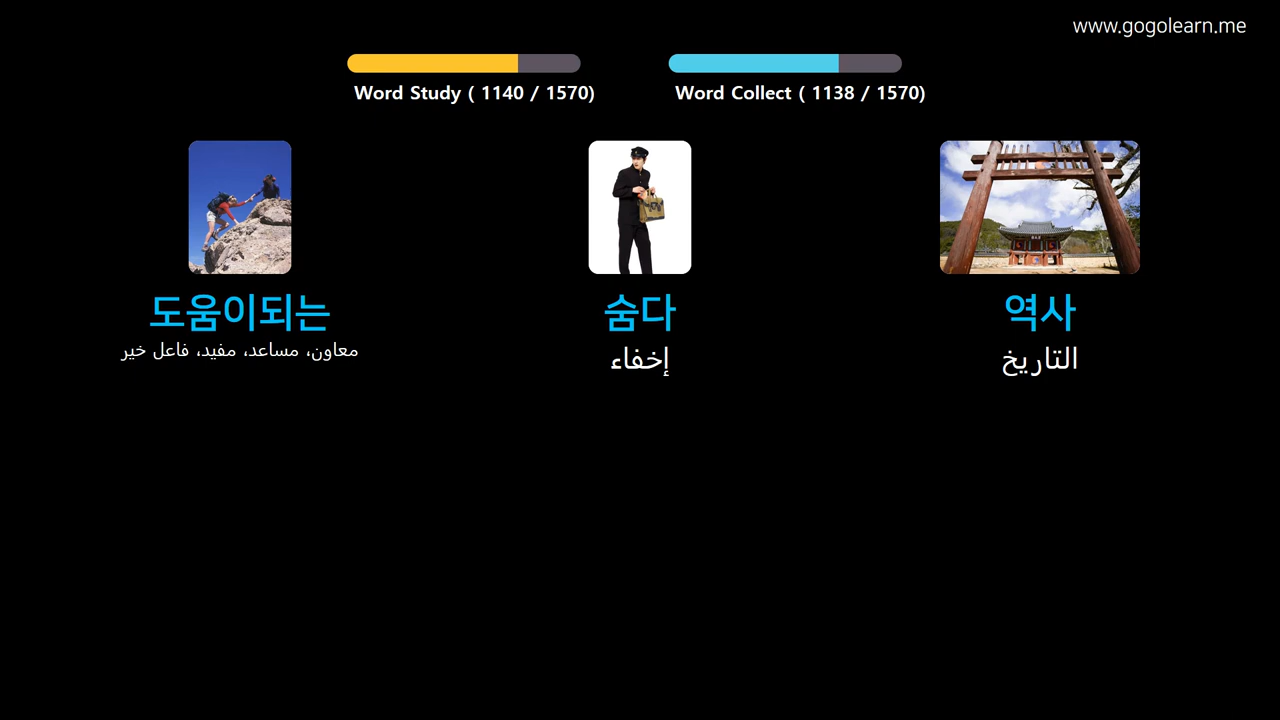 www.gogolearn.me
Word Study ( 1140 / 1570)
Word Collect ( 1138 / 1570)
도움이되는
معاون، مساعد، مفيد، فاعل خير
숨다
إخفاء
역사
التاريخ